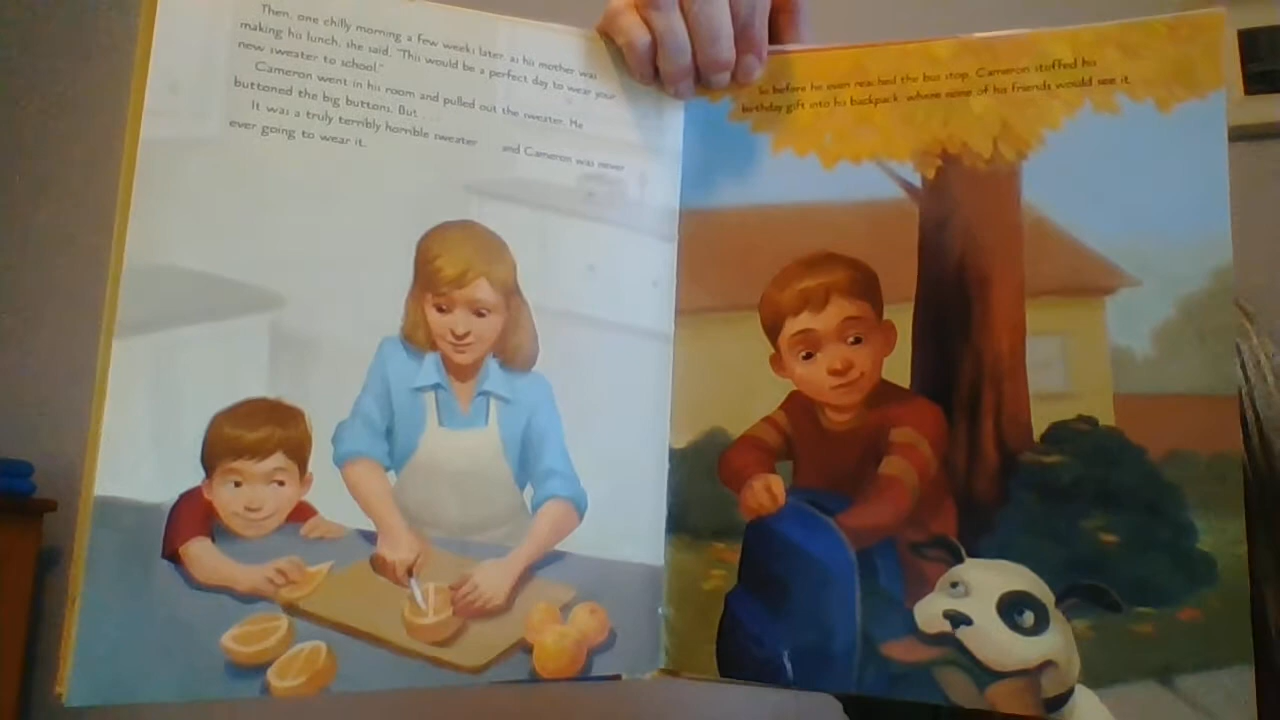 Then, one chilly morning a few weeks later, as his mother was
making his lunch, she said, "This would be a perfect day to wear your
new sweater to school."
Cameron went in his room and pulled out the sweater. He
buttoned the big buttons. But . . .
It was a truly terribly horrible sweater and Cameron was never
ever going to wear it.
So before he even reached the bus stop, Cameron stuffed his
birthday gift into his backpack, where none of his friends would see it.